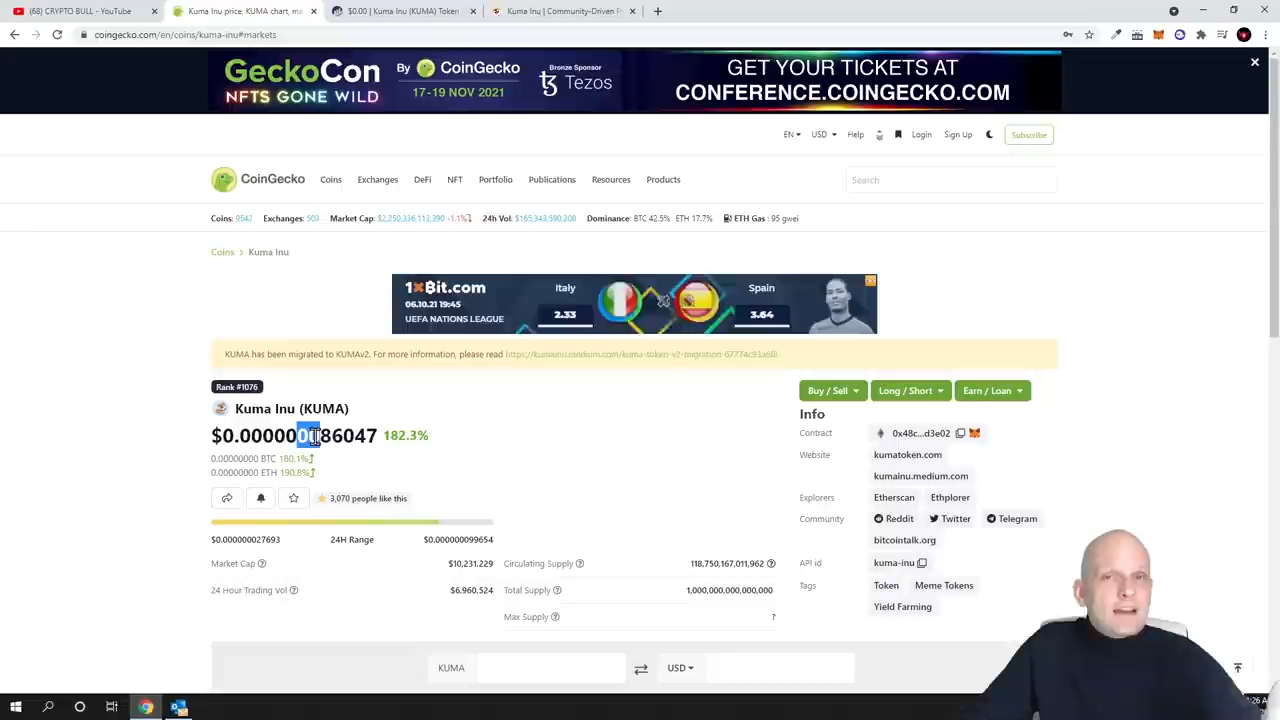 (68) CRYPTO BULL - YouTube
Kuma Inu price, KUMA chart, ma
$0.00 | Kuma Inu (KUMA) Token
Kuma Inu | Community-Driven P
coingecko.com/en/coins/kuma-inu#markets
GeckoCon
NFTS GONE WILD
By CoinGecko
17-19 NOV 2021
Bronze Sponsor
Tezos
GET YOUR TICKETS AT
CONFERENCE.COINGECKO.COM
EN USD Help Login Sign Up Subscribe
CoinGecko Coins Exchanges DeFi NFT Portfolio Publications Resources Products Search
Coins: 9542 Exchanges: 503 Market Cap: $2,250,336,113,390 -1.1% 24h Vol: $165,343,590,208 Dominance: BTC 42.5% ETH 17.7% ETH Gas: 95 gwei
Coins > Kuma Inu
1XBit.com
06.10.21 19:45
UEFA NATIONS LEAGUE
Italy
2.33
Spain
3.64
KUMA has been migrated to KUMAv2. For more information, please read https://kumainu.medium.com/kuma-token-v2-migration-67774c93a6f0
Rank #1076
Kuma Inu (KUMA)
182.3%
0.00000000 BTC 180.1%
0.00000000 ETH 190.8%
3,070 people like this
$0.000000027693 24H Range $0.000000099654
Market Cap $10,231,229
24 Hour Trading Vol $6,960,524
Circulating Supply 118,750,167,011,962
Total Supply 1,000,000,000,000,000
Max Supply ?
Buy / Sell Long / Short Earn / Loan
Info
Contract 0x48c...d3e02
Website kumatoken.com
kumainu.medium.com
Explorers Etherscan Ethplorer
Community Reddit Twitter Telegram
bitcointalk.org
API id kuma-inu
Tags Token Meme Tokens
Yield Farming
KUMA USD